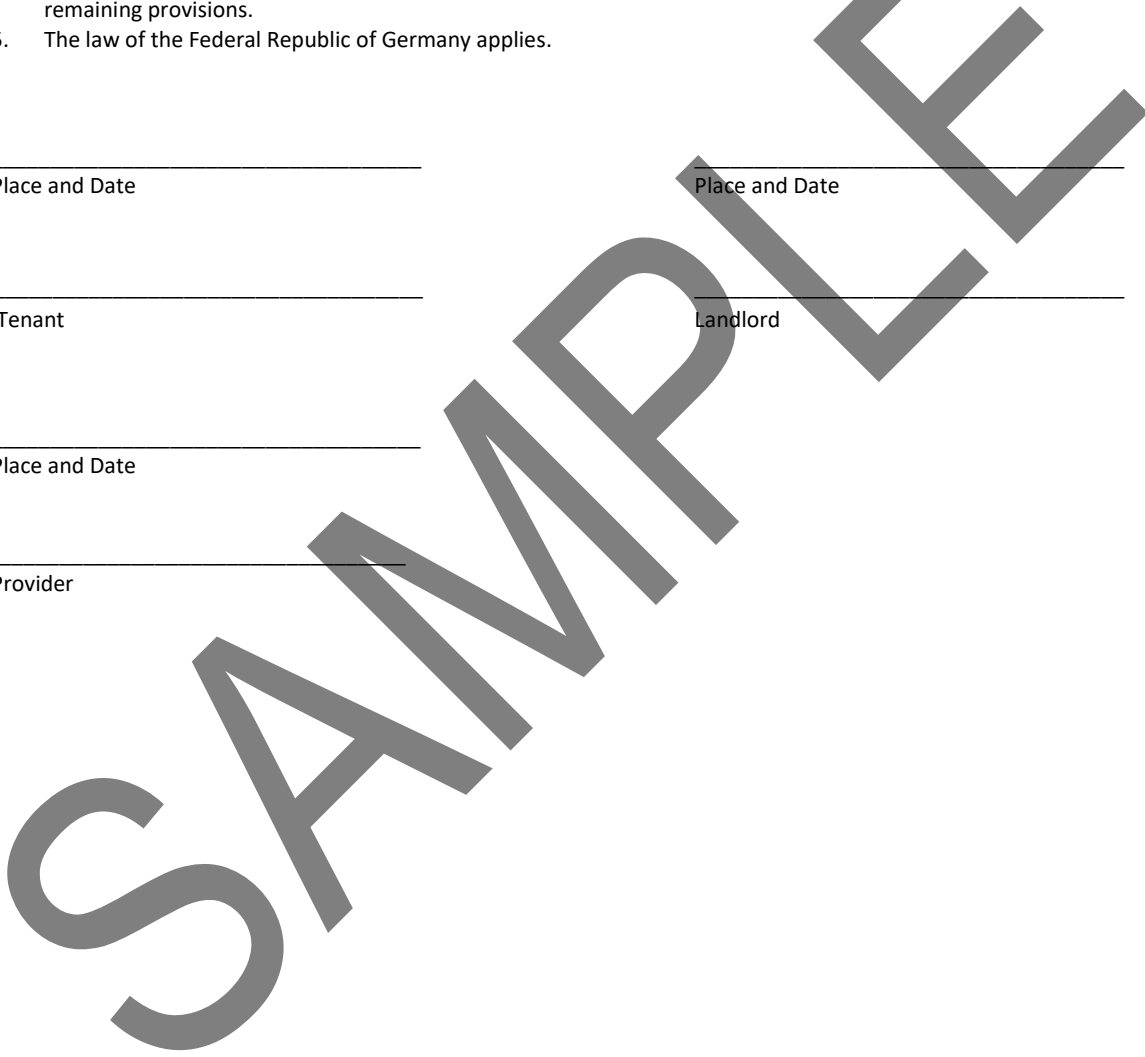 remaining provisions.
5. The law of the Federal Republic of Germany applies.
Place and Date Place and Date
Tenant Landlord
Place and Date
Provider
SAMPLE